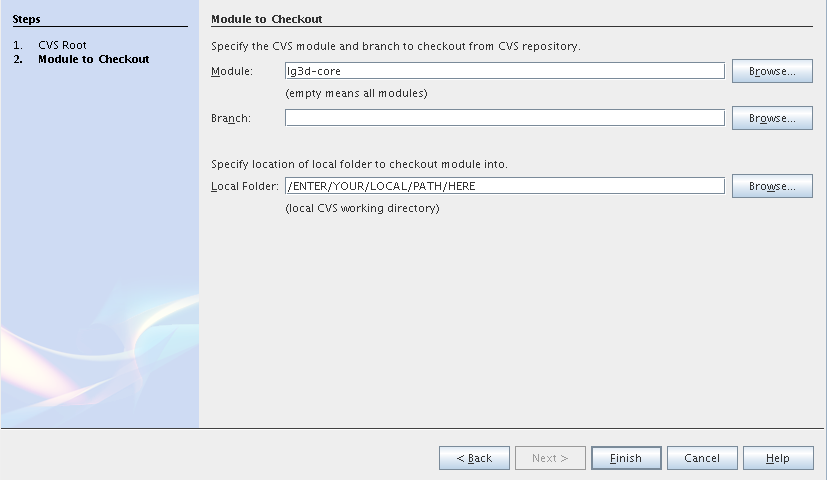 Steps
1. CVS Root
2. Module to Checkout
Module to Checkout
Specify the CVS module and branch to checkout from CVS repository.
Module: lg3d-core Browse...
(empty means all modules)
Branch: Browse...
Specify location of local folder to checkout module into.
Local Folder: /ENTER/YOUR/LOCAL/PATH/HERE Browse...
(local CVS working directory)
< Back Next > Finish Cancel Help